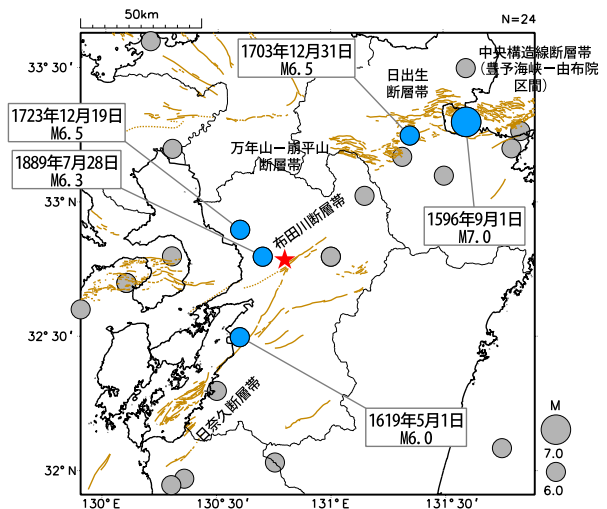 50km
N=24
1703年12月31日
M6.5
中央構造線断層帯
（豊予海峡ー由布院
区間）
日出生
断層帯
33°30'
1723年12月19日
M6.5
1889年7月28日
M6.3
万年山ー崩平山
断層帯
33°N
布田川断層帯
1596年9月1日
M7.0
32°30'
日奈久断層帯
1619年5月1日
M6.0
M
7.0
6.0
32°N
130°E
130°30'
131°E
131°30'